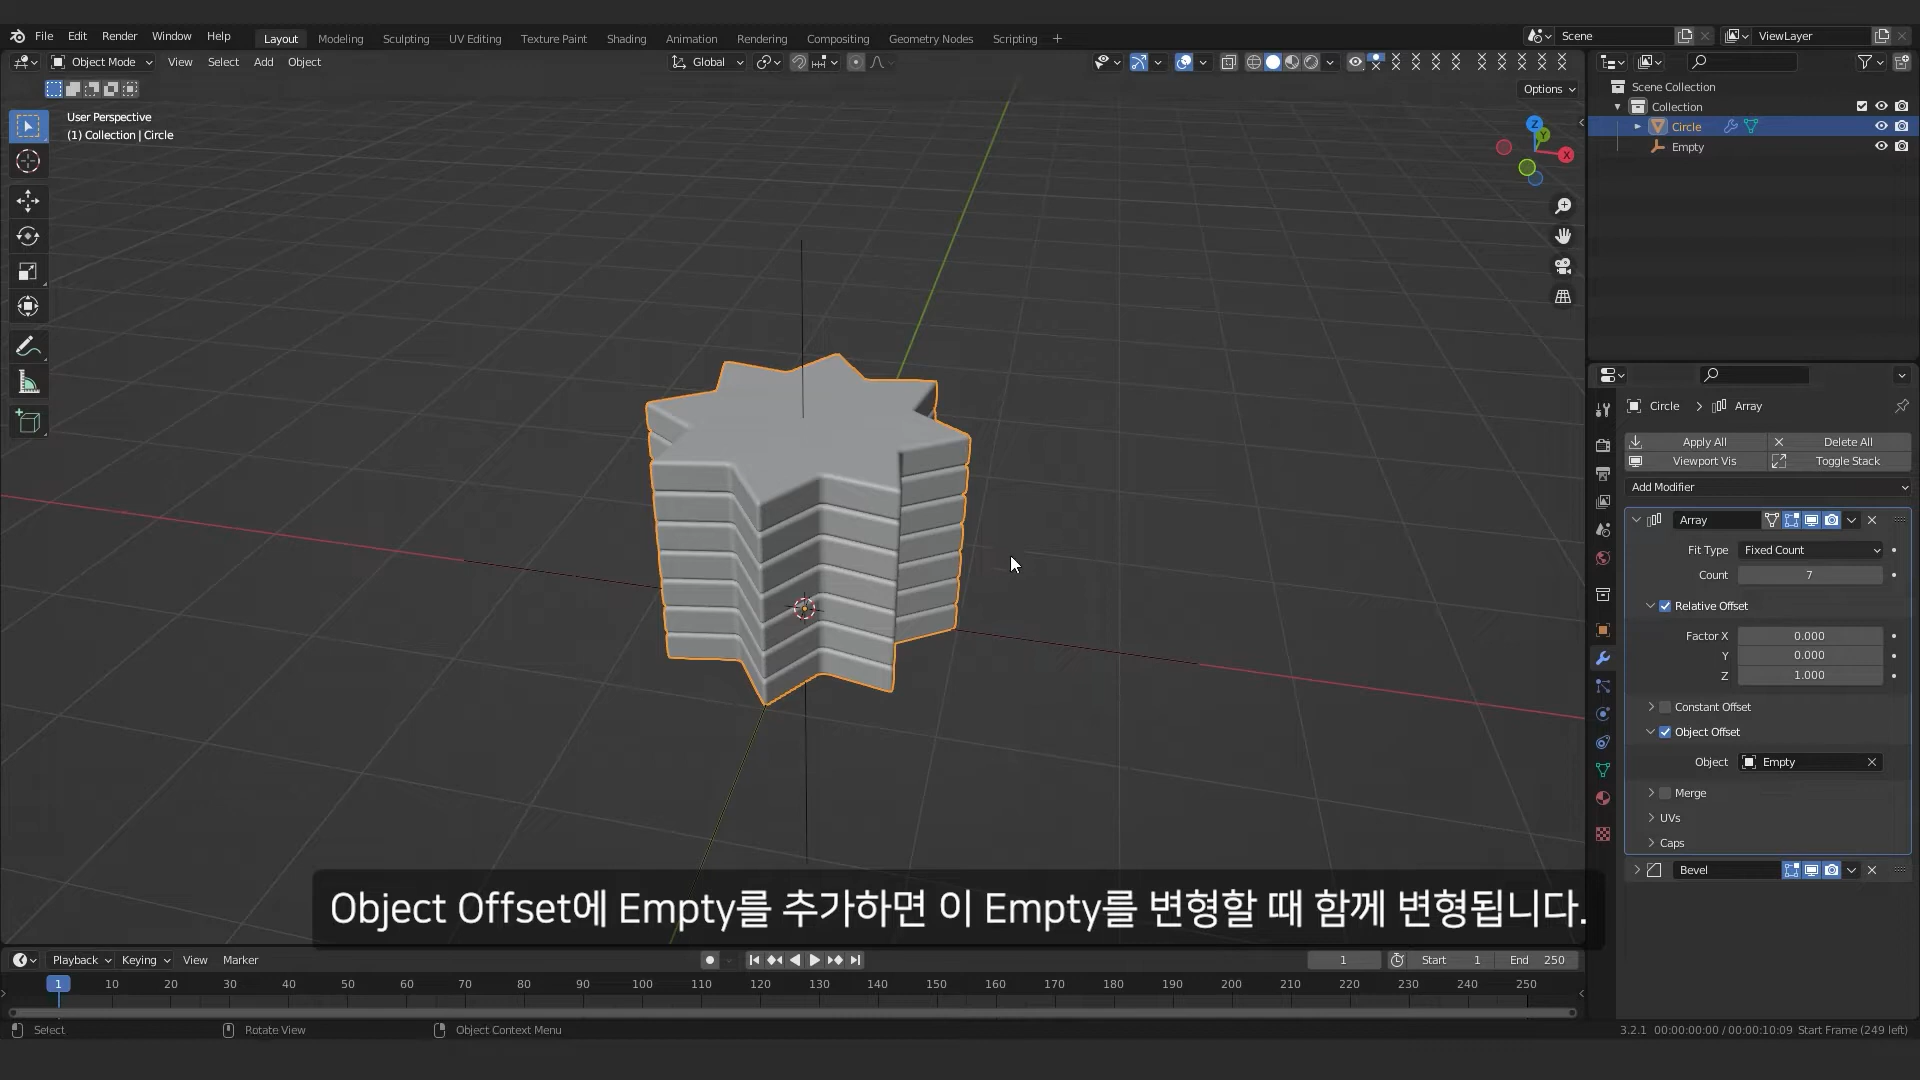 File Edit Render Window Help Layout Modeling Sculpting UV Editing Texture Paint Shading Animation Rendering Compositing Geometry Nodes Scripting + Scene ViewLayer
Object Mode View Select Add Object Global
Options
User Perspective
(1) Collection | Circle
Z
Y
X
Scene Collection
Collection
Circle
Empty
Circle > Array
Apply All Delete All
Viewport Vis Toggle Stack
Add Modifier
Array
Fit Type Fixed Count
Count 7
Relative Offset
Factor X 0.000
Y 0.000
Z 1.000
Constant Offset
Object Offset
Object Empty
Merge
UVs
Caps
Bevel
Object Offset에 Empty를 추가하면 이 Empty를 변형할 때 함께 변형됩니다.
Playback Keying View Marker 1 Start 1 End 250
1 10 20 30 40 50 60 70 80 90 100 110 120 130 140 150 160 170 180 190 200 210 220 230 240 250
Select Rotate View Object Context Menu 3.2.1 00:00:00:00 / 00:00:10:09 Start Frame (249 left)